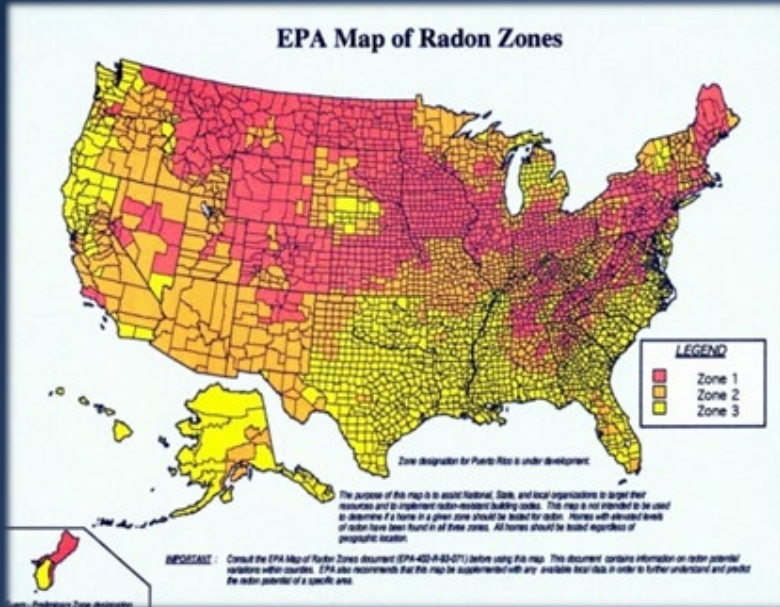 EPA Map of Radon Zones
LEGEND
Zone 1
Zone 2
Zone 3
Zone designation for Puerto Rico is under development.
The purpose of this map is to assist National, State, and local organizations to target their
resources and to implement radon-resistant building codes. This map is not intended to be used
to determine if a home in a given zone should be tested for radon. Homes with elevated levels
of radon have been found in all three zones. All homes should be tested regardless of
geographic location.
IMPORTANT : Consult the EPA Map of Radon Zones document (EPA-402-R-93-071) before using this map. This document contains information on radon potential
variations within counties. EPA also recommends that this map be supplemented with any available local data in order to further understand and predict
the radon potential of a specific area.
Preliminary Zone designation